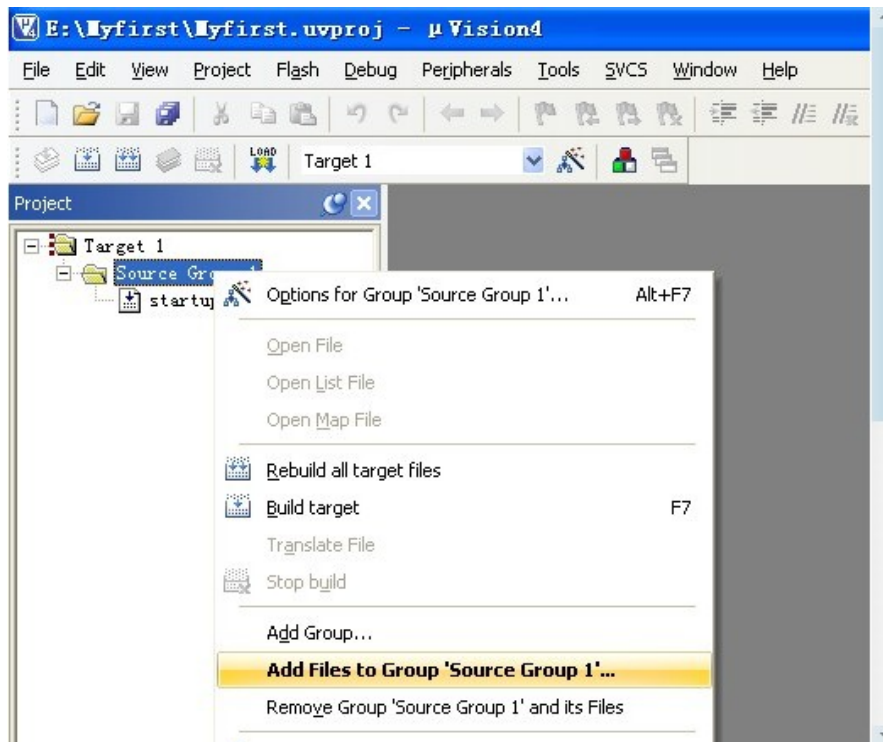 E:\Myfirst\Myfirst.uvproj - µVision4
File Edit View Project Flash Debug Peripherals Tools SVCS Window Help
LOAD Target 1
Project
Target 1
Source
startup
Options for Group 'Source Group 1'... Alt+F7
Open File
Open List File
Open Map File
Rebuild all target files
Build target F7
Translate File
Stop build
Add Group...
Add Files to Group 'Source Group 1'...
Remove Group 'Source Group 1' and its Files